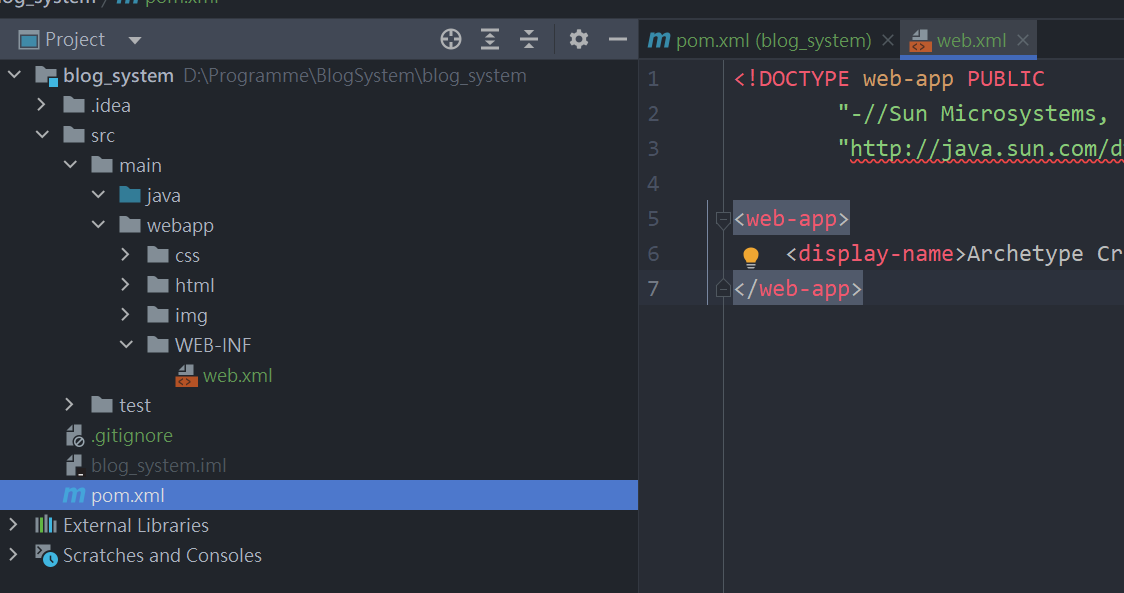 pom.xml
Project
pom.xml (blog_system)
web.xml
blog_system D:\Programme\BlogSystem\blog_system
.idea
src
main
java
webapp
css
html
img
WEB-INF
web.xml
test
.gitignore
blog_system.iml
m pom.xml
External Libraries
Scratches and Consoles
1 <!DOCTYPE web-app PUBLIC
2 "-//Sun Microsystems,
3 "http://java.sun.com/d
4
5 <web-app>
6 <display-name>Archetype Cr
7 </web-app>